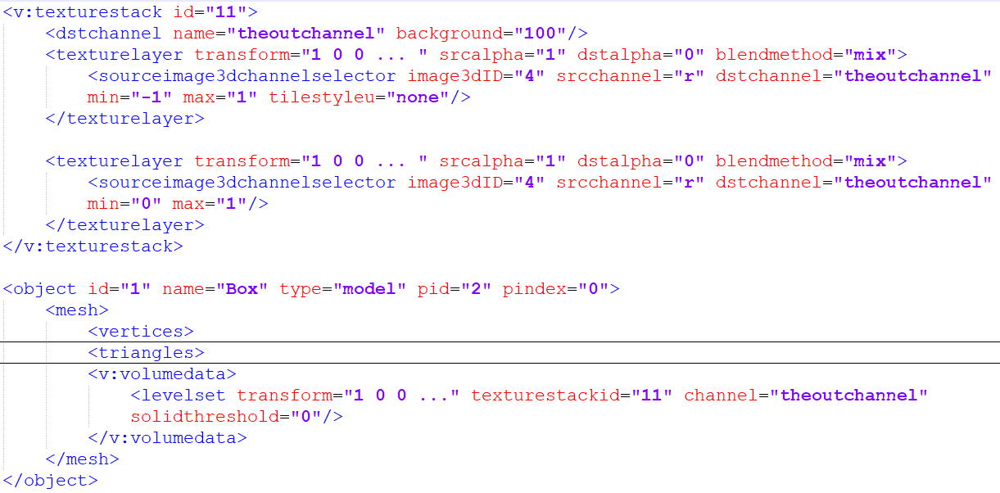 <v:texturestack id="11">
<dstchannel name="theoutchannel" background="100"/>
<texturelayer transform="1 0 0 ... " srcalpha="1" dstalpha="0" blendmethod="mix">
<sourceimage3dchannelselector image3dID="4" srcchannel="r" dstchannel="theoutchannel"
min="-1" max="1" tilestyleu="none"/>
</texturelayer>
<texturelayer transform="1 0 0 ... " srcalpha="1" dstalpha="0" blendmethod="mix">
<sourceimage3dchannelselector image3dID="4" srcchannel="r" dstchannel="theoutchannel"
min="0" max="1"/>
</texturelayer>
</v:texturestack>
<object id="1" name="Box" type="model" pid="2" pindex="0">
<mesh>
<vertices>
<triangles>
<v:volumedata>
<levelset transform="1 0 0 ..." texturestackid="11" channel="theoutchannel"
solidthreshold="0"/>
</v:volumedata>
</mesh>
</object>